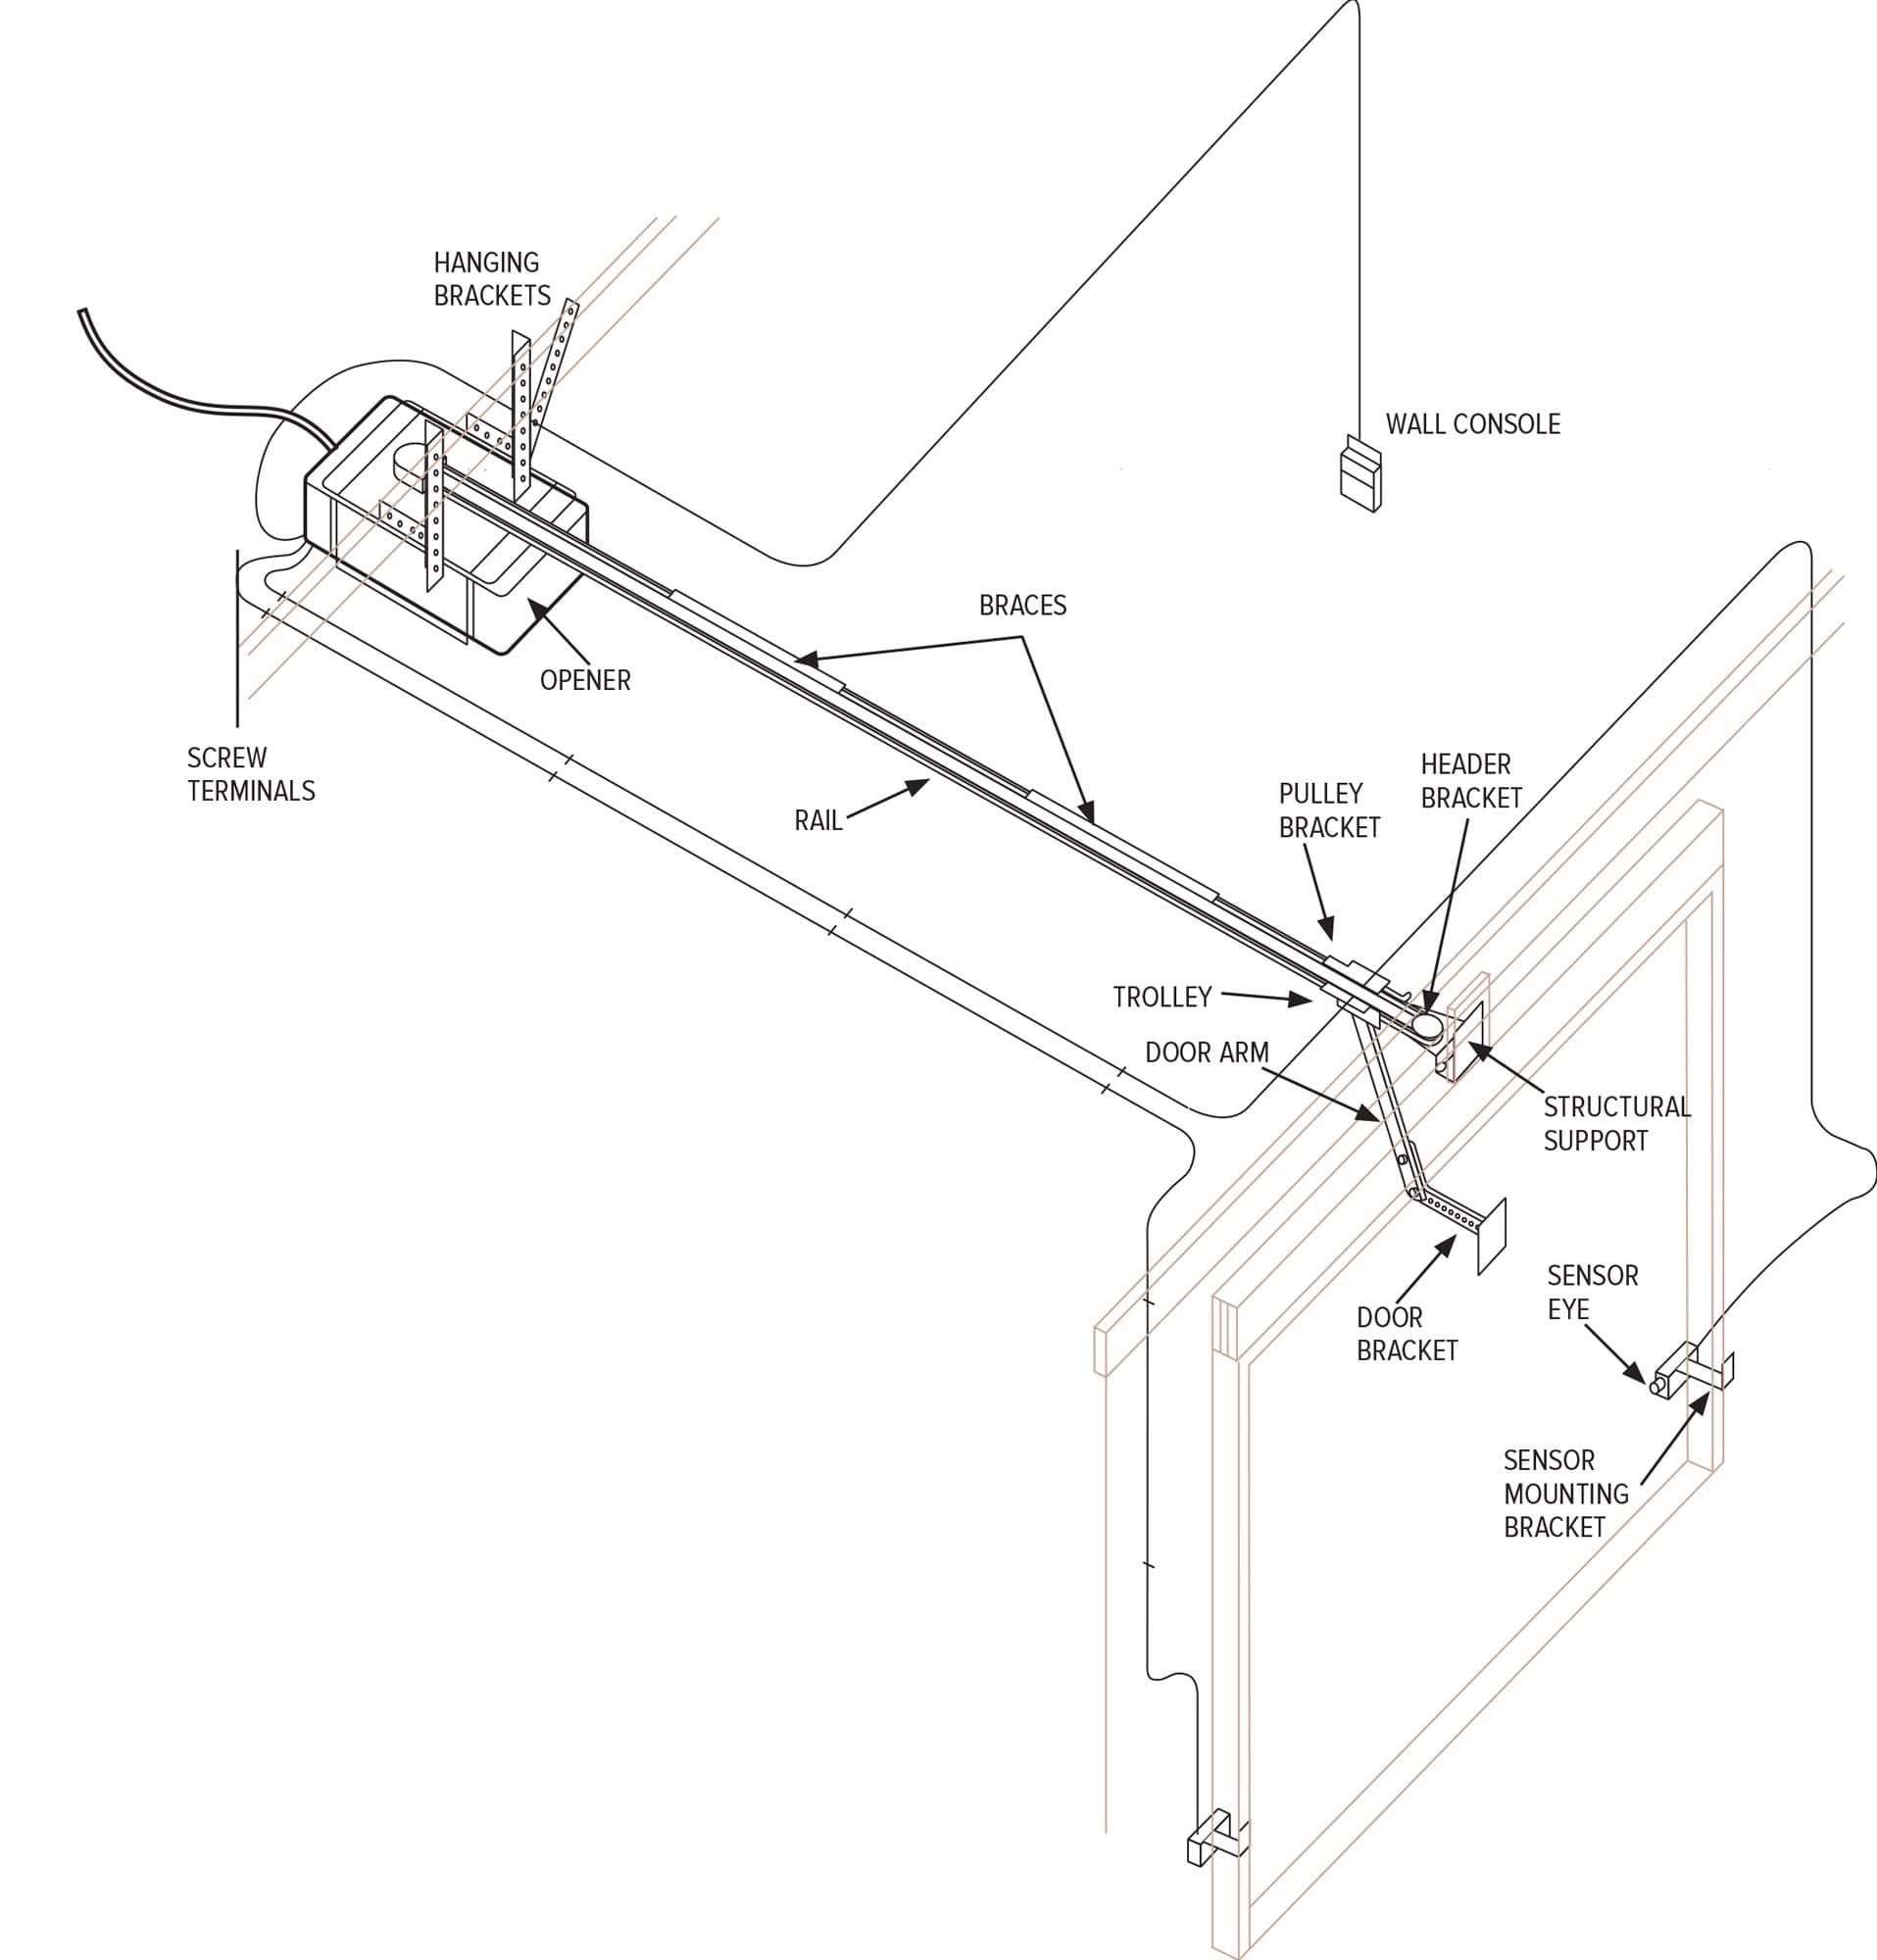 HANGING
BRACKETS
WALL CONSOLE
BRACES
OPENER
SCREW
TERMINALS
RAIL
HEADER
BRACKET
PULLEY
BRACKET
TROLLEY
DOOR ARM
STRUCTURAL
SUPPORT
DOOR
BRACKET
SENSOR
EYE
SENSOR
MOUNTING
BRACKET